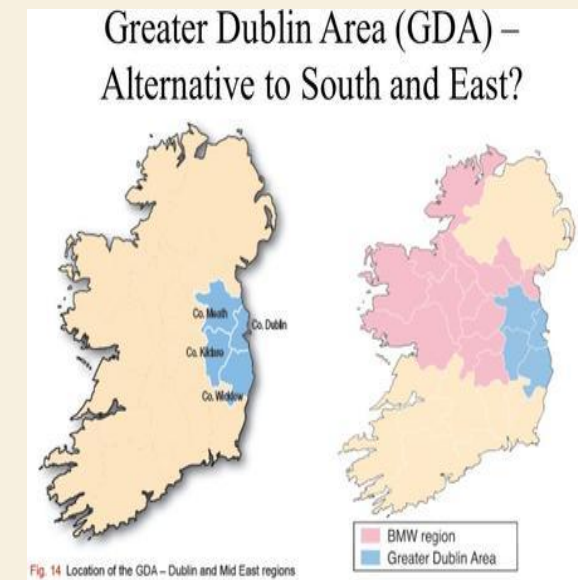 Greater Dublin Area (GDA) –
Alternative to South and East?
Co. Meath
Co. Dublin
Co. Kildare
Co. Wicklow
BMW region
Greater Dublin Area
Fig. 14 Location of the GDA – Dublin and Mid East regions